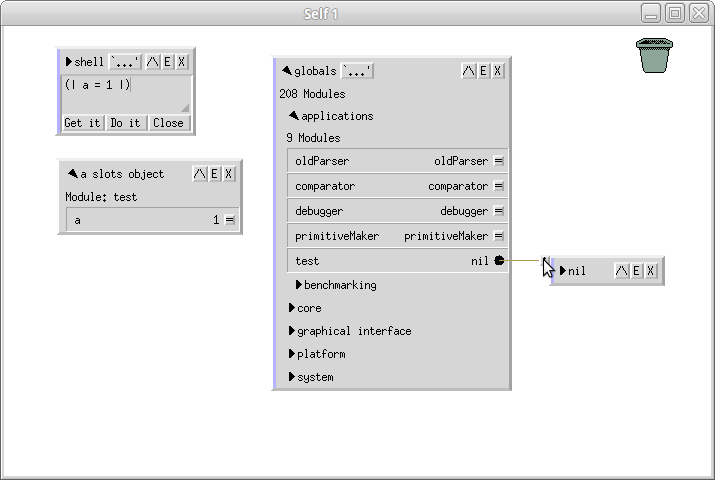 Self 1
shell `...' /\ E X
(| a = 1 |)
Get it Do it Close
a slots object /\ E X
Module: test
a 1 =
globals `...' /\ E X
208 Modules
applications
9 Modules
oldParser oldParser =
comparator comparator =
debugger debugger =
primitiveMaker primitiveMaker =
test nil
benchmarking
core
graphical interface
platform
system
nil /\ E X